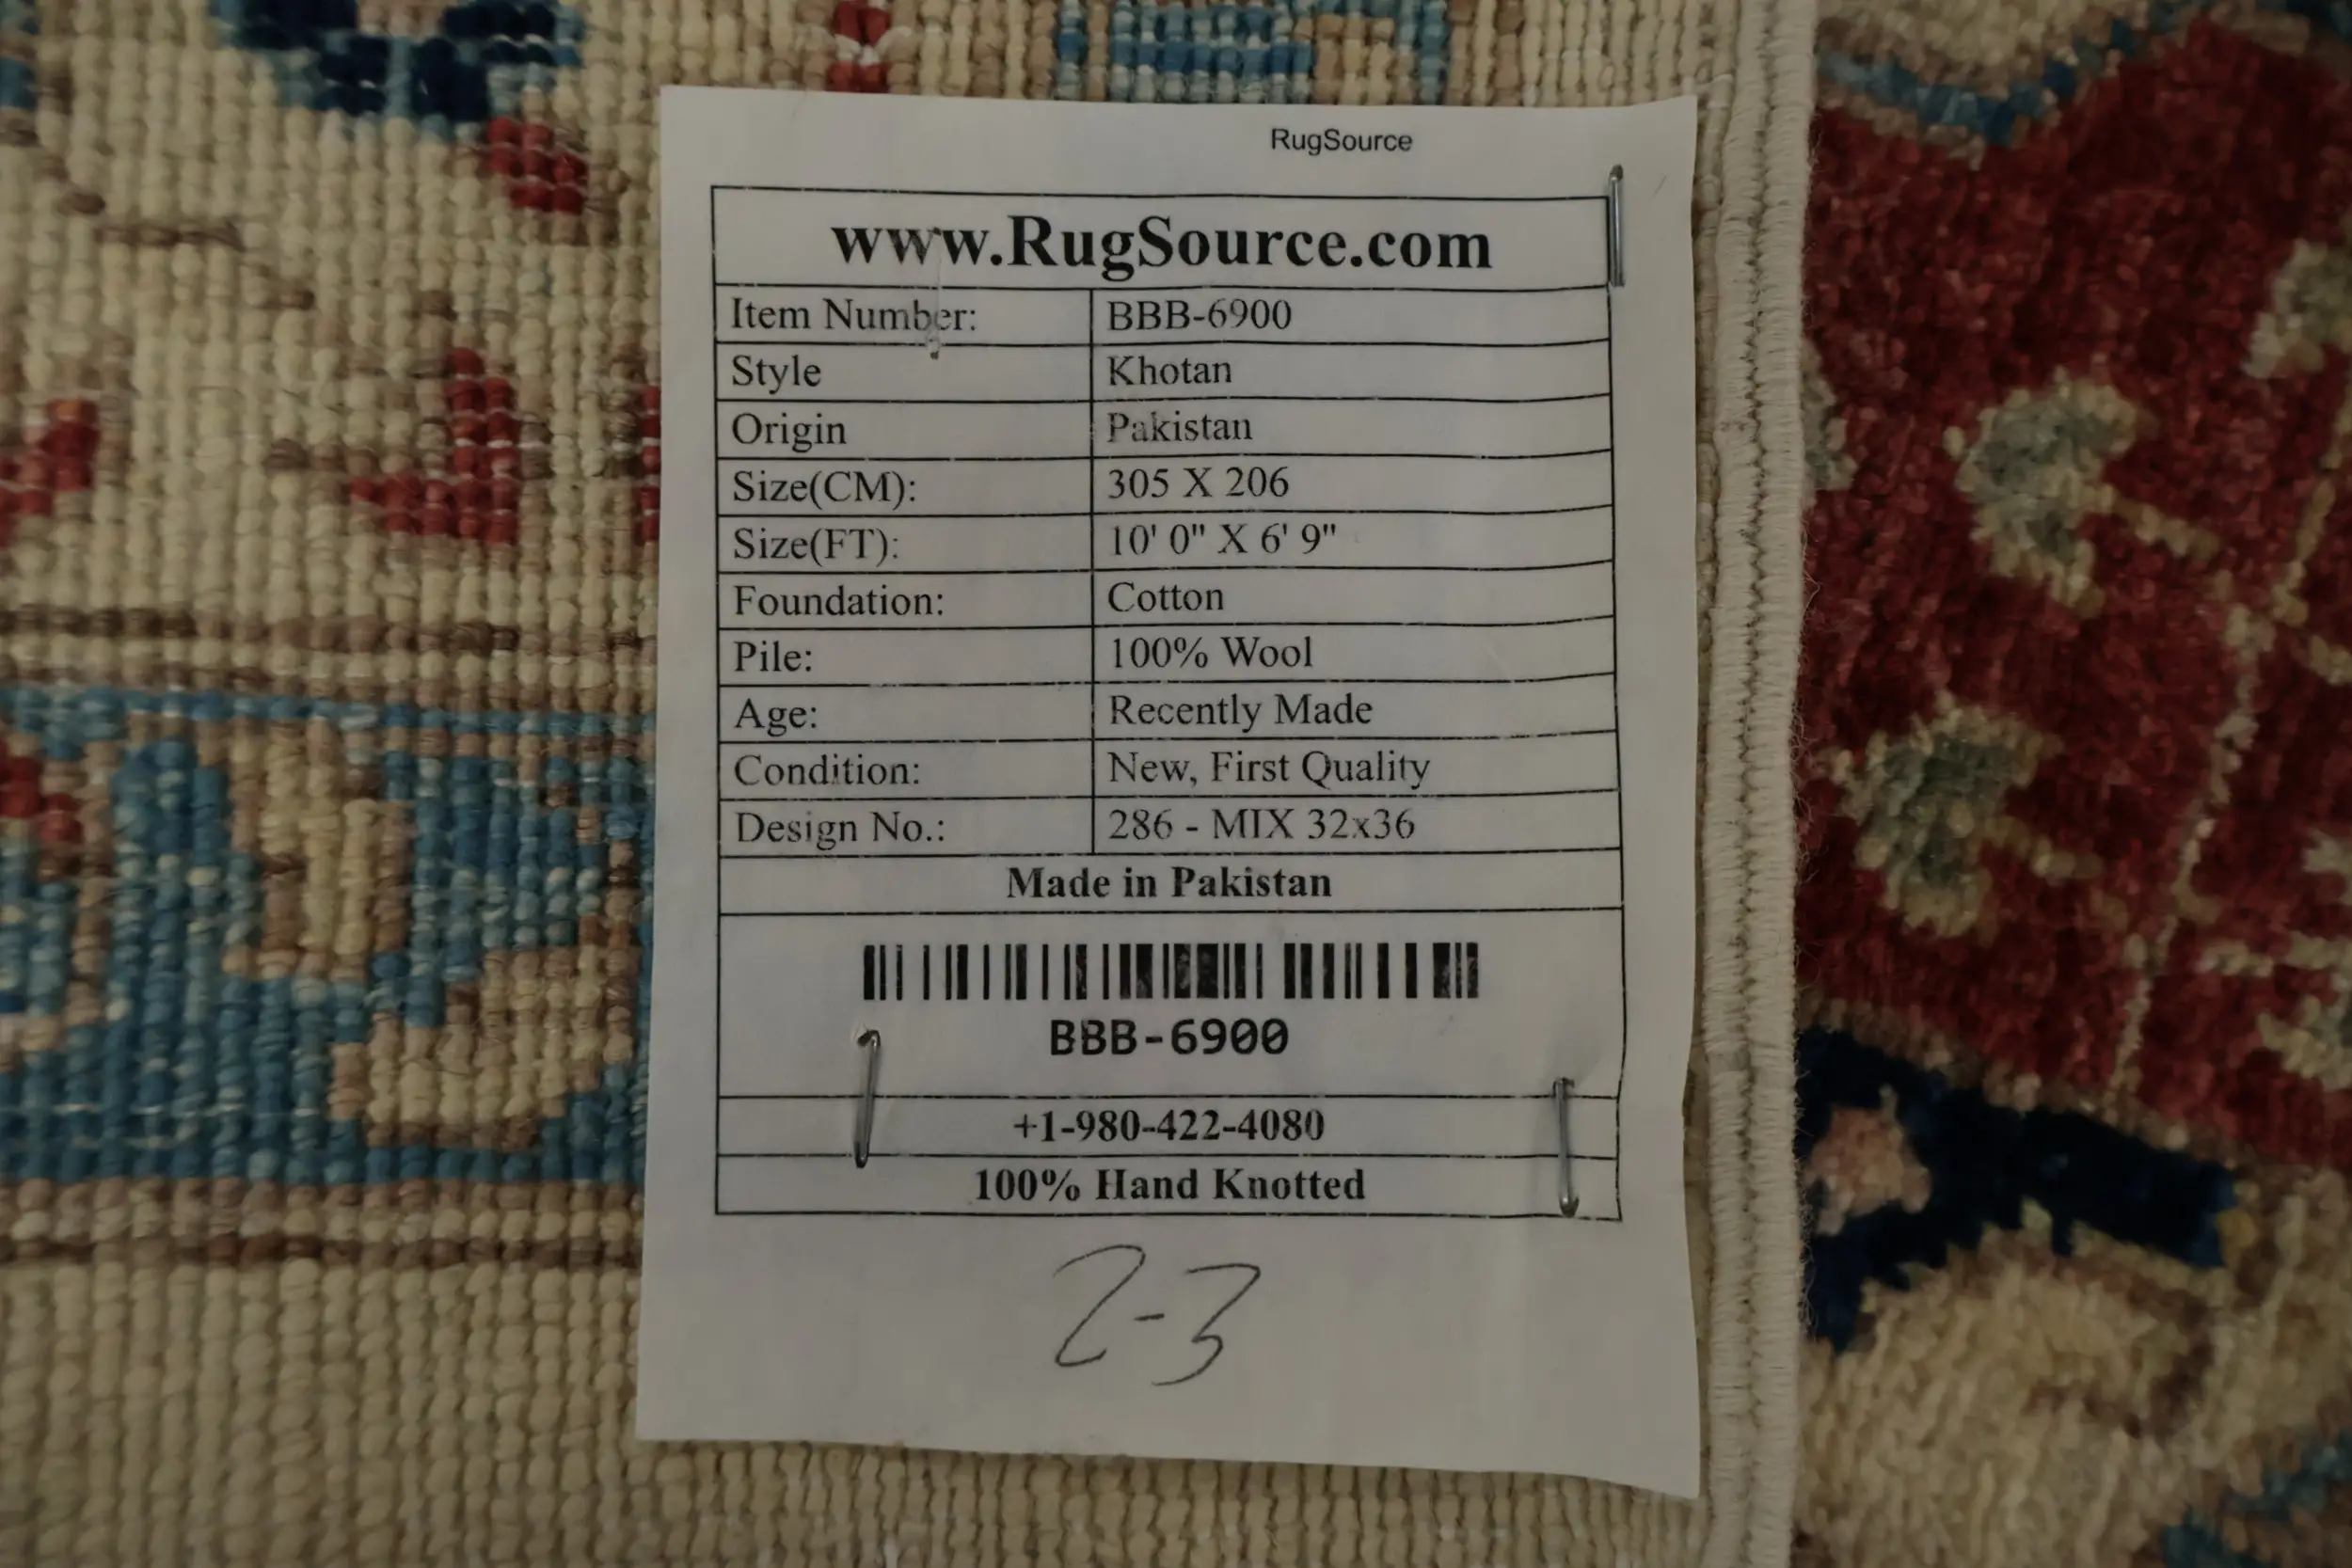 RugSource
www.RugSource.com
Item Number: BBB-6900
Style Khotan
Origin Pakistan
Size(CM): 305 X 206
Size(FT): 10' 0" X 6' 9"
Foundation: Cotton
Pile: 100% Wool
Age: Recently Made
Condition: New, First Quality
Design No.: 286 - MIX 32x36
Made in Pakistan
BBB-6900
+1-980-422-4080
100% Hand Knotted
2-3